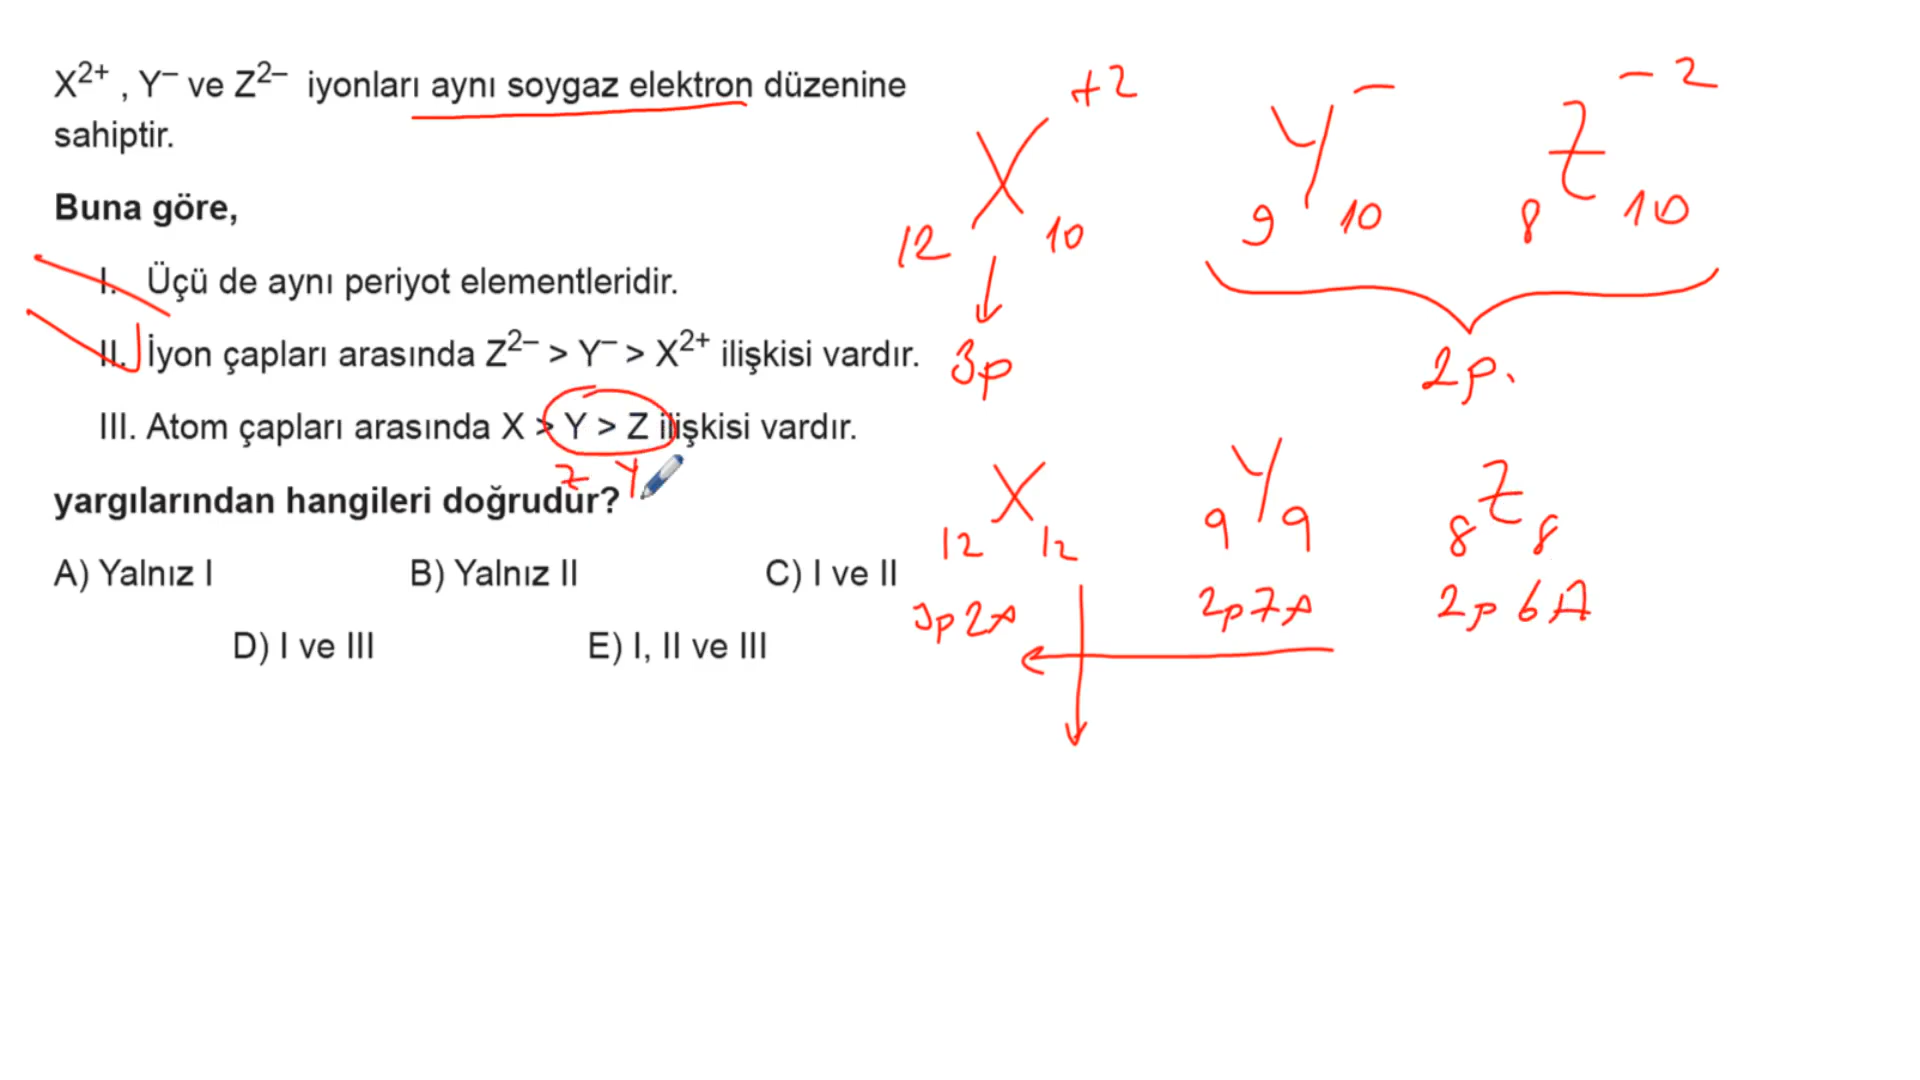 X²⁺ , Y⁻ ve Z²⁻ iyonları aynı soygaz elektron düzenine
sahiptir.
Buna göre,
I. Üçü de aynı periyot elementleridir.
II. İyon çapları arasında Z²⁻ > Y⁻ > X²⁺ ilişkisi vardır.
III. Atom çapları arasında X > Y > Z ilişkisi vardır.
Z Y
yargılarından hangileri doğrudur?
A) Yalnız I B) Yalnız II C) I ve II
D) I ve III E) I, II ve III
+2 − −2
X Y Z
12 10 9 10 8 10
3p 2p.
X Y Z
12 12 9 9 8 8
3p 2A 2p 7A 2p 6A